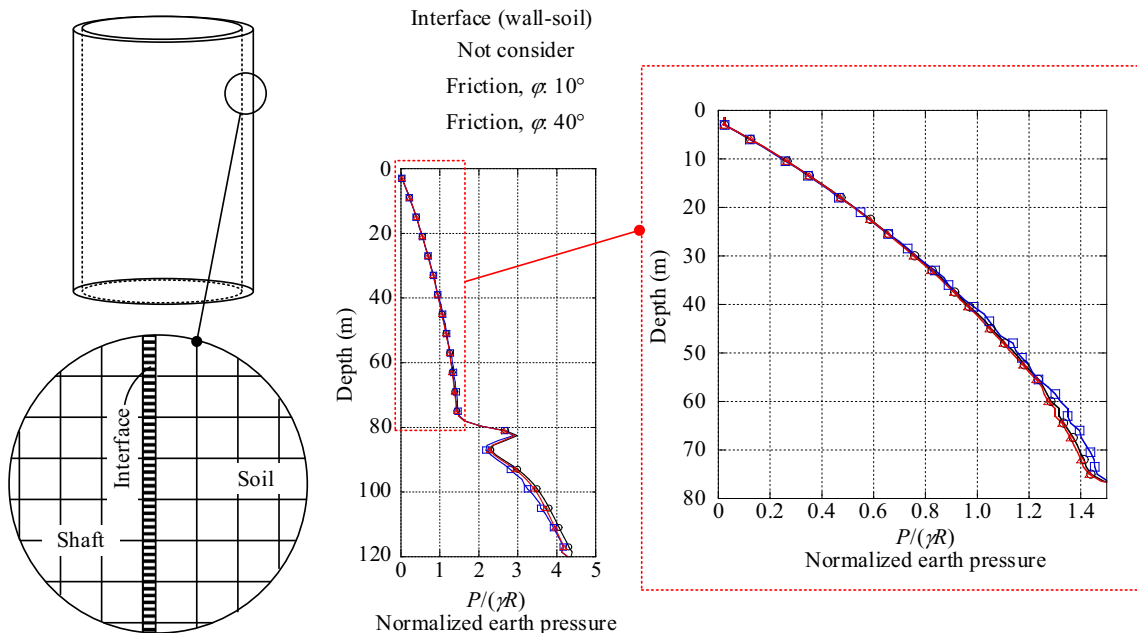 Interface (wall-soil)
Not consider
Friction, φ: 10°
Friction, φ: 40°
Interface
Soil
Shaft
0
20
40
60
80
100
120
Depth (m)
0 1 2 3 4 5
P/(γR)
Normalized earth pressure
0
10
20
30
40
50
60
70
80
Depth (m)
0 0.2 0.4 0.6 0.8 1.0 1.2 1.4
P/(γR)
Normalized earth pressure